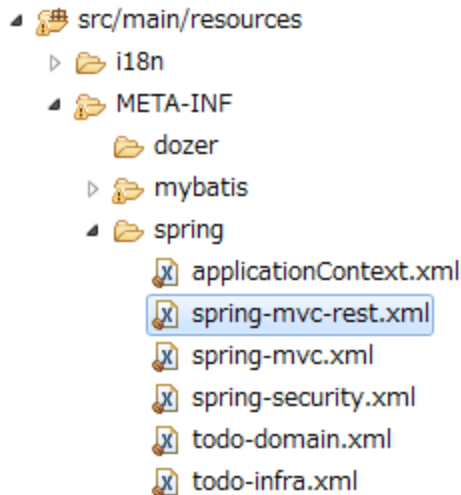 src/main/resources
i18n
META-INF
dozer
mybatis
spring
applicationContext.xml
spring-mvc-rest.xml
spring-mvc.xml
spring-security.xml
todo-domain.xml
todo-infra.xml